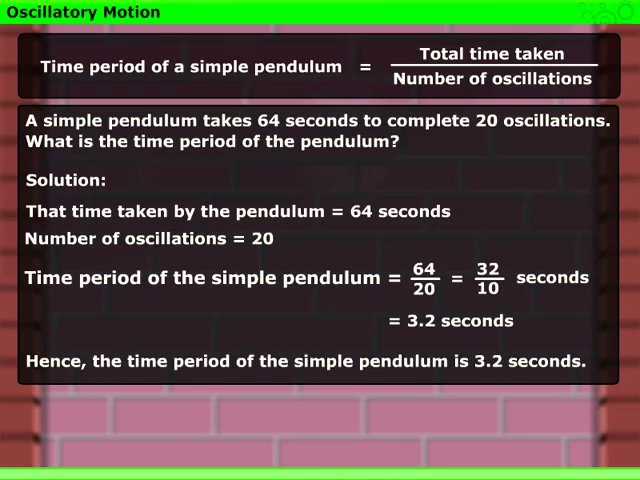 Oscillatory Motion
Time period of a simple pendulum = Total time taken / Number of oscillations
A simple pendulum takes 64 seconds to complete 20 oscillations.
What is the time period of the pendulum?
Solution:
That time taken by the pendulum = 64 seconds
Number of oscillations = 20
Time period of the simple pendulum = 64/20 = 32/10 seconds
= 3.2 seconds
Hence, the time period of the simple pendulum is 3.2 seconds.